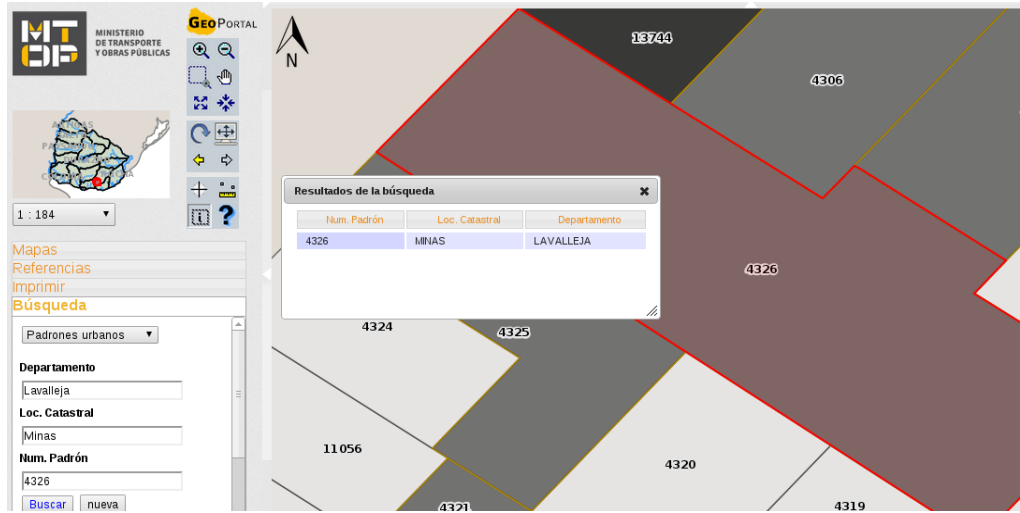 MT
OP
MINISTERIO
DE TRANSPORTE
Y OBRAS PÚBLICAS
GEOPORTAL
1 : 184
Mapas
Referencias
Imprimir
Búsqueda
Padrones urbanos
Departamento
Lavalleja
Loc. Catastral
Minas
Num. Padrón
4326
Buscar nueva
N
13744
4306
Resultados de la búsqueda
Num. Padrón Loc. Catastral Departamento
4326 MINAS LAVALLEJA
4326
4324
4325
11056
4320
4321
4319